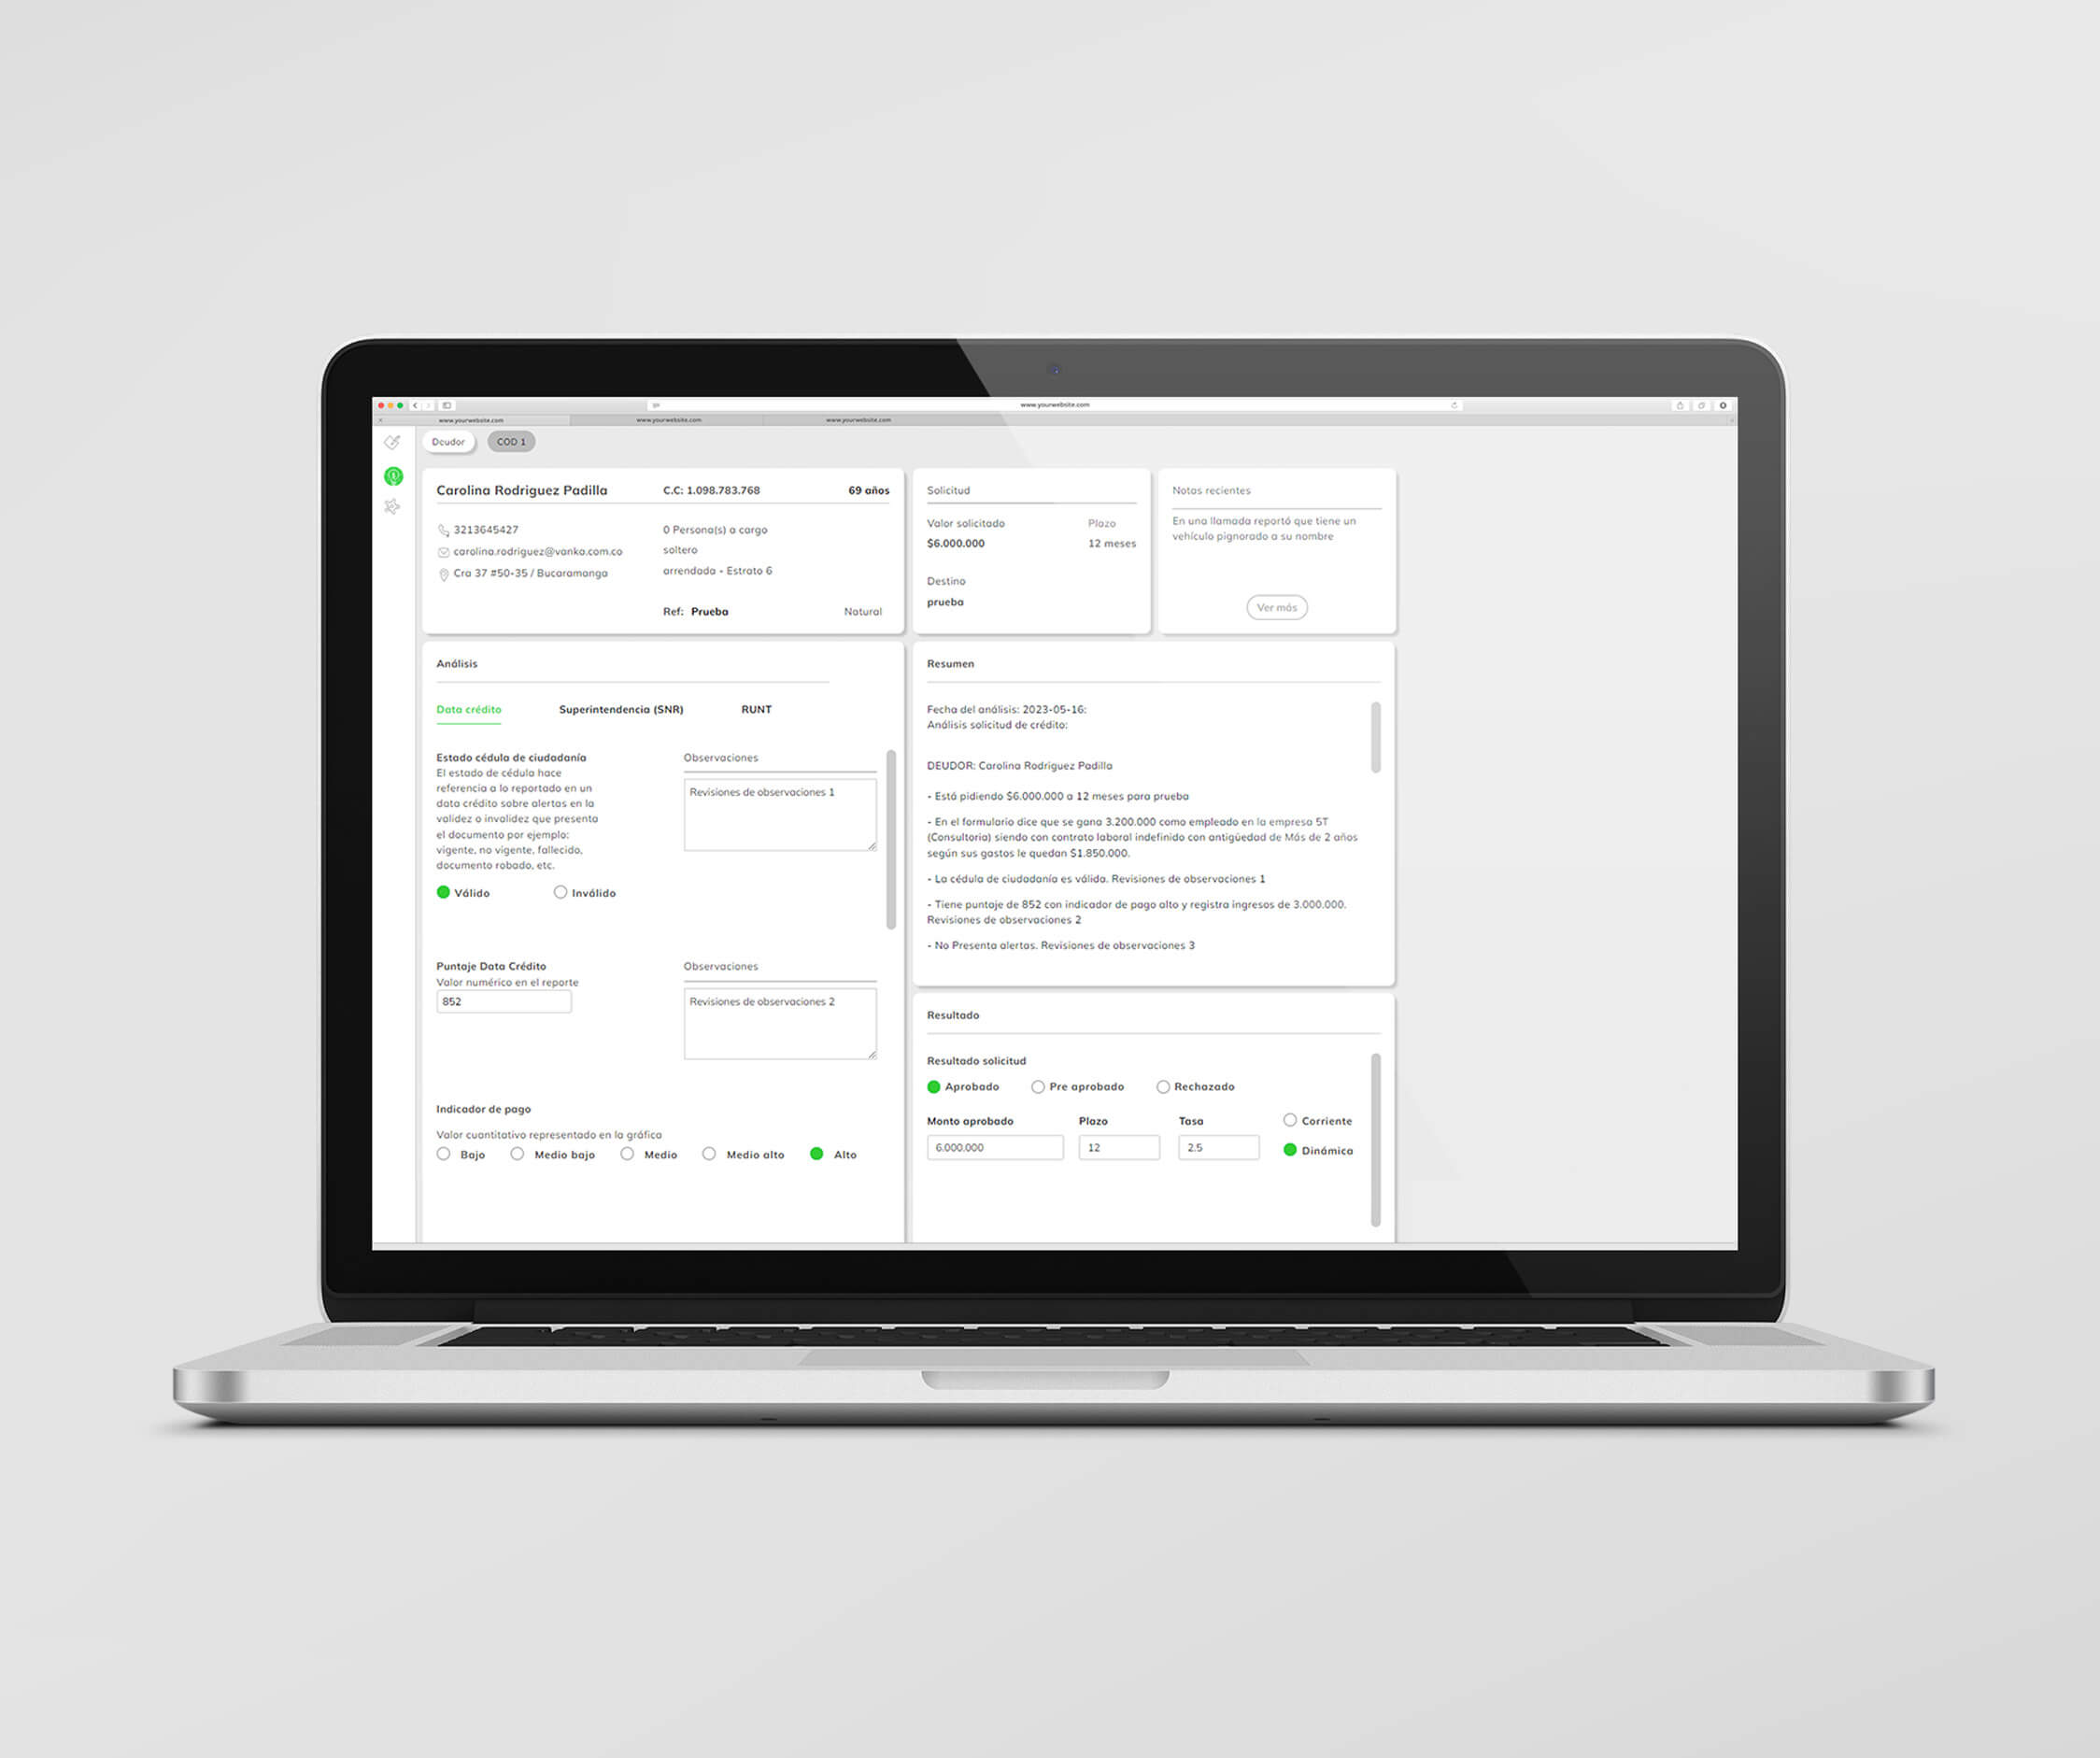 www.yourwebsite.com
www.yourwebsite.com
www.yourwebsite.com
www.yourwebsite.com
Deudor
COD 1
Carolina Rodriguez Padilla
C.C: 1.098.783.768
69 años
3213645427
carolina.rodriguez@vanka.com.co
Cra 37 #50-35 / Bucaramanga
0 Persona(s) a cargo
soltero
arrendada - Estrato 6
Ref: Prueba
Natural
Solicitud
Valor solicitado
Plazo
$6.000.000
12 meses
Destino
prueba
Notas recientes
En una llamada reportó que tiene un
vehículo pignorado a su nombre
Ver más
Análisis
Data crédito
Superintendencia (SNR)
RUNT
Estado cédula de ciudadanía
El estado de cédula hace
referencia a lo reportado en un
data crédito sobre alertas en la
validez o invalidez que presenta
el documento por ejemplo:
vigente, no vigente, fallecido,
documento robado, etc.
Válido
Inválido
Observaciones
Revisiones de observaciones 1
Puntaje Data Crédito
Valor numérico en el reporte
852
Observaciones
Revisiones de observaciones 2
Indicador de pago
Valor cuantitativo representado en la gráfica
Bajo
Medio bajo
Medio
Medio alto
Alto
Resumen
Fecha del análisis: 2023-05-16:
Análisis solicitud de crédito:
DEUDOR: Carolina Rodriguez Padilla
- Está pidiendo $6.000.000 a 12 meses para prueba
- En el formulario dice que se gana 3.200.000 como empleado en la empresa 5T
(Consultoria) siendo con contrato laboral indefinido con antigüedad de Más de 2 años
según sus gastos le quedan $1.850.000.
- La cédula de ciudadanía es válida. Revisiones de observaciones 1
- Tiene puntaje de 852 con indicador de pago alto y registra ingresos de 3.000.000.
Revisiones de observaciones 2
- No Presenta alertas. Revisiones de observaciones 3
Resultado
Resultado solicitud
Aprobado
Pre aprobado
Rechazado
Monto aprobado
Plazo
Tasa
Corriente
6.000.000
12
2.5
Dinámica